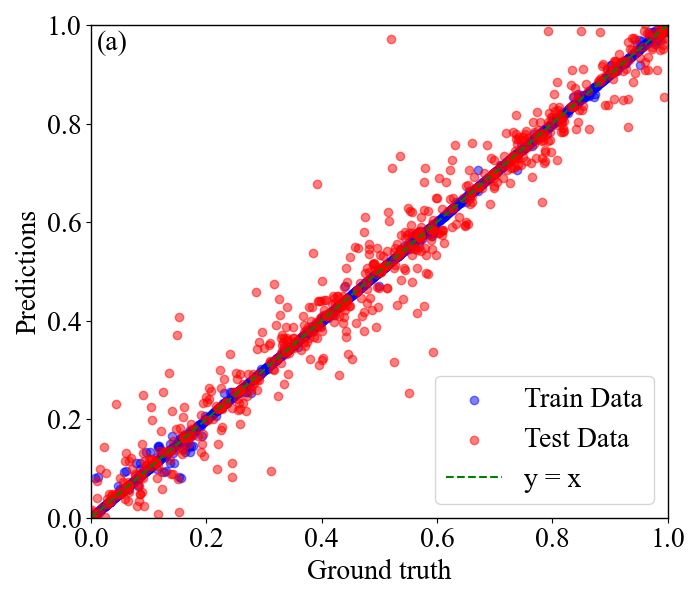 (a)
1.0
0.8
0.6
0.4
0.2
0.0
Predictions
Train Data
Test Data
y = x
0.0 0.2 0.4 0.6 0.8 1.0
Ground truth